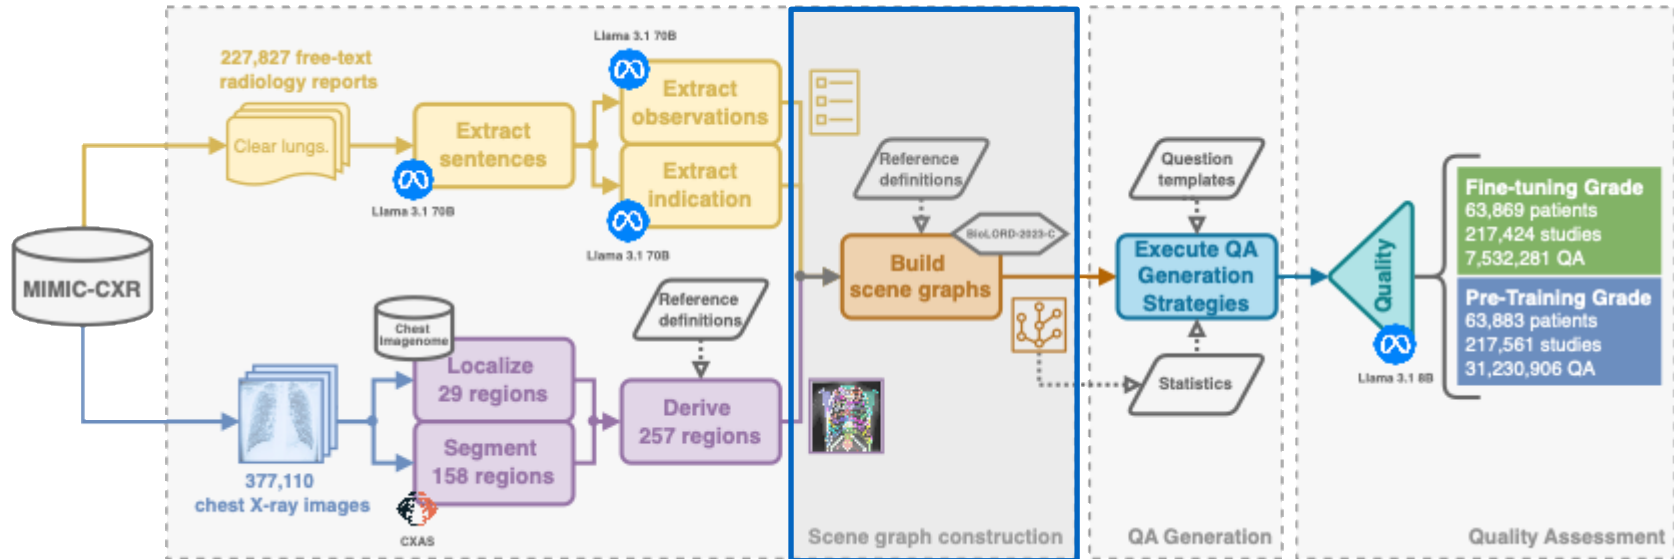 MIMIC-CXR
227,827 free-text
radiology reports
Clear lungs.
Extract
sentences
Llama 3.1 70B
Llama 3.1 70B
Extract
observations
Extract
indication
Llama 3.1 70B
377,110
chest X-ray images
Chest
Imagenome
Localize
29 regions
Segment
158 regions
CXAS
Reference
definitions
Derive
257 regions
Reference
definitions
BioLORD-2023-C
Build
scene graphs
Scene graph construction
Question
templates
Execute QA
Generation
Strategies
Statistics
QA Generation
Quality
Llama 3.1 8B
Fine-tuning Grade
63,869 patients
217,424 studies
7,532,281 QA
Pre-Training Grade
63,883 patients
217,561 studies
31,230,906 QA
Quality Assessment